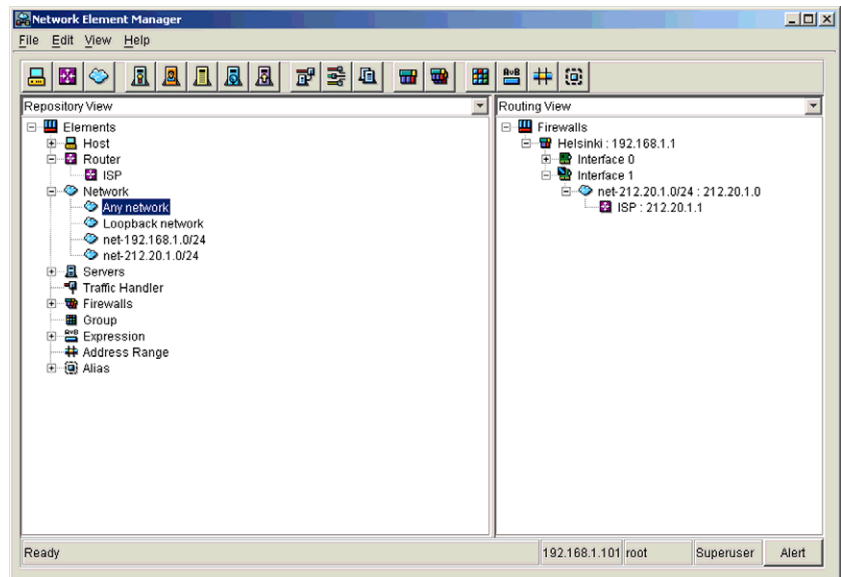 Network Element Manager
File Edit View Help
A∨B
Repository View
Elements
Host
Router
ISP
Network
Any network
Loopback network
net-192.168.1.0/24
net-212.20.1.0/24
Servers
Traffic Handler
Firewalls
Group
Expression
Address Range
Alias
Routing View
Firewalls
Helsinki : 192.168.1.1
Interface 0
Interface 1
net-212.20.1.0/24 : 212.20.1.0
ISP : 212.20.1.1
Ready
192.168.1.101 root Superuser Alert